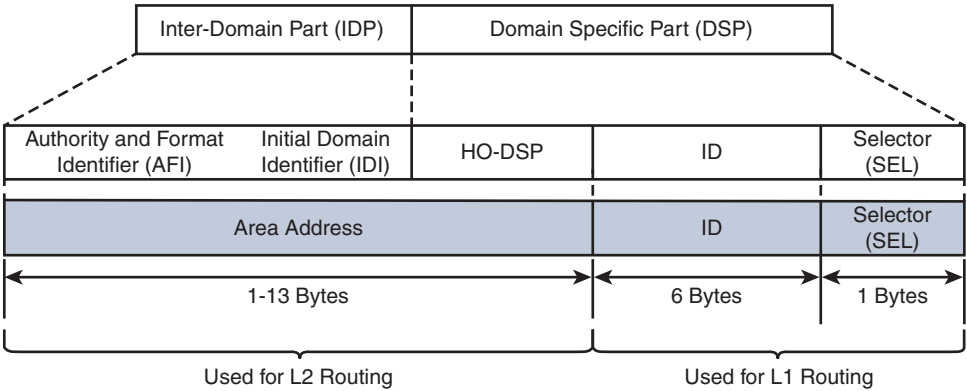 Inter-Domain Part (IDP)
Domain Specific Part (DSP)
Authority and Format
Identifier (AFI)
Initial Domain
Identifier (IDI)
HO-DSP
ID
Selector
(SEL)
Area Address
ID
Selector
(SEL)
1-13 Bytes
6 Bytes
1 Bytes
Used for L2 Routing
Used for L1 Routing